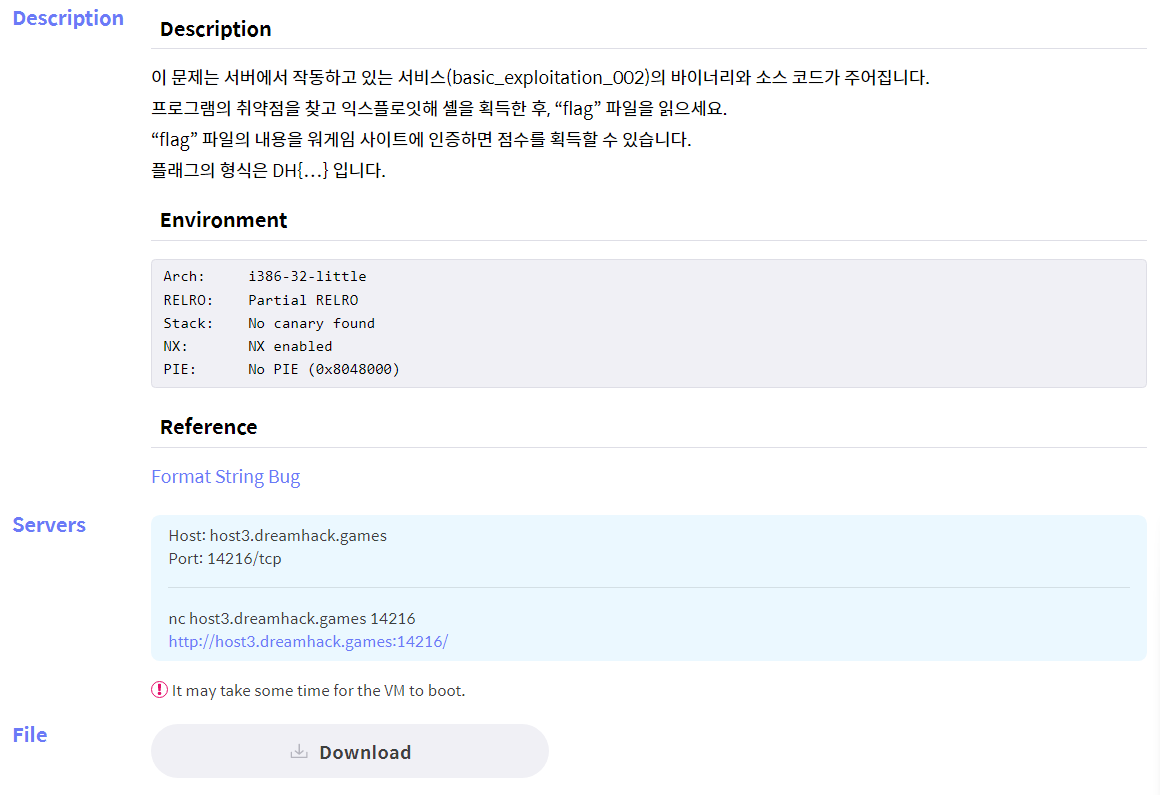 Description
Description
이 문제는 서버에서 작동하고 있는 서비스(basic_exploitation_002)의 바이너리와 소스 코드가 주어집니다.
프로그램의 취약점을 찾고 익스플로잇해 셸을 획득한 후, “flag” 파일을 읽으세요.
“flag” 파일의 내용을 워게임 사이트에 인증하면 점수를 획득할 수 있습니다.
플래그의 형식은 DH{…} 입니다.
Environment
Arch:     i386-32-little
RELRO:    Partial RELRO
Stack:    No canary found
NX:       NX enabled
PIE:      No PIE (0x8048000)
Reference
Format String Bug
Servers
Host: host3.dreamhack.games
Port: 14216/tcp
nc host3.dreamhack.games 14216
http://host3.dreamhack.games:14216/
It may take some time for the VM to boot.
File
Download